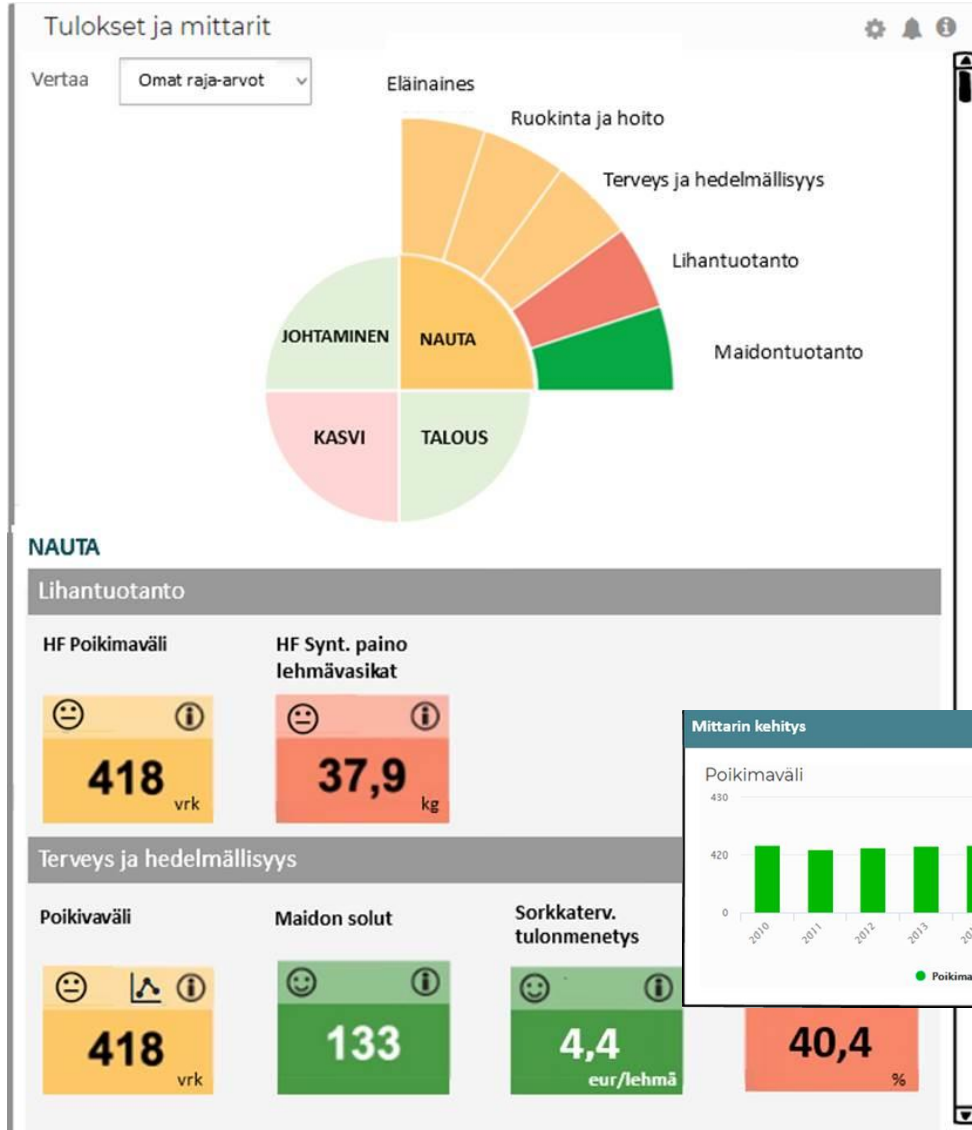 Tulokset ja mittarit
Vertaa
Omat raja-arvot
Eläinaines
Ruokinta ja hoito
Terveys ja hedelmällisyys
Lihantuotanto
Maidontuotanto
JOHTAMINEN
NAUTA
KASVI
TALOUS
NAUTA
Lihantuotanto
HF Poikimaväli
HF Synt. paino
lehmävasikat
418
vrk
37,9
kg
Mittarin kehitys
Poikimaväli
430
420
0
2010
2011
2012
2013
Terveys ja hedelmällisyys
Poikivaväli
Maidon solut
Sorkkaterv.
tulonmenetys
418
vrk
133
4,4
eur/lehmä
40,4
%